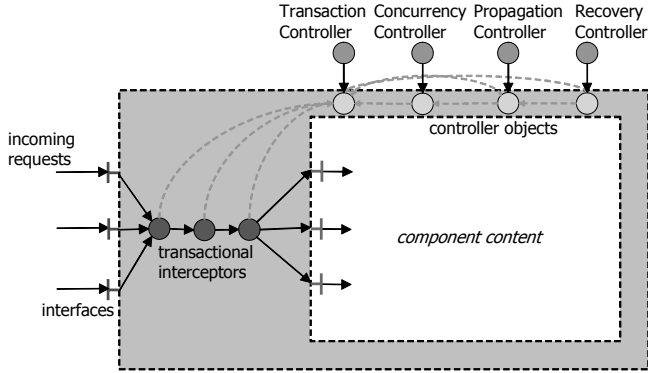 Transaction Controller
Concurrency Controller
Propagation Controller
Recovery Controller
controller objects
incoming requests
component content
transactional interceptors
interfaces